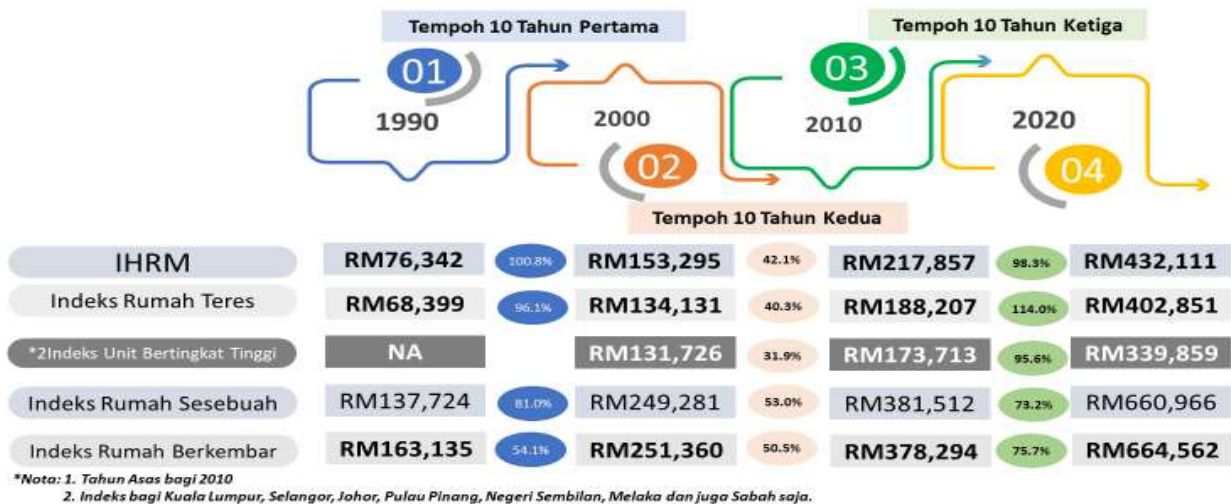 Tempoh 10 Tahun Pertama
Tempoh 10 Tahun Ketiga
01
03
1990
2000
2010
2020
02
04
Tempoh 10 Tahun Kedua
IHRM RM76,342 100.8% RM153,295 42.1% RM217,857 98.3% RM432,111
Indeks Rumah Teres RM68,399 96.1% RM134,131 40.3% RM188,207 114.0% RM402,851
*2Indeks Unit Bertingkat Tinggi NA RM131,726 31.9% RM173,713 95.6% RM339,859
Indeks Rumah Sesebuah RM137,724 81.0% RM249,281 53.0% RM381,512 73.2% RM660,966
Indeks Rumah Berkembar RM163,135 54.1% RM251,360 50.5% RM378,294 75.7% RM664,562
*Nota: 1. Tahun Asas bagi 2010
2. Indeks bagi Kuala Lumpur, Selangor, Johor, Pulau Pinang, Negeri Sembilan, Melaka dan juga Sabah saja.